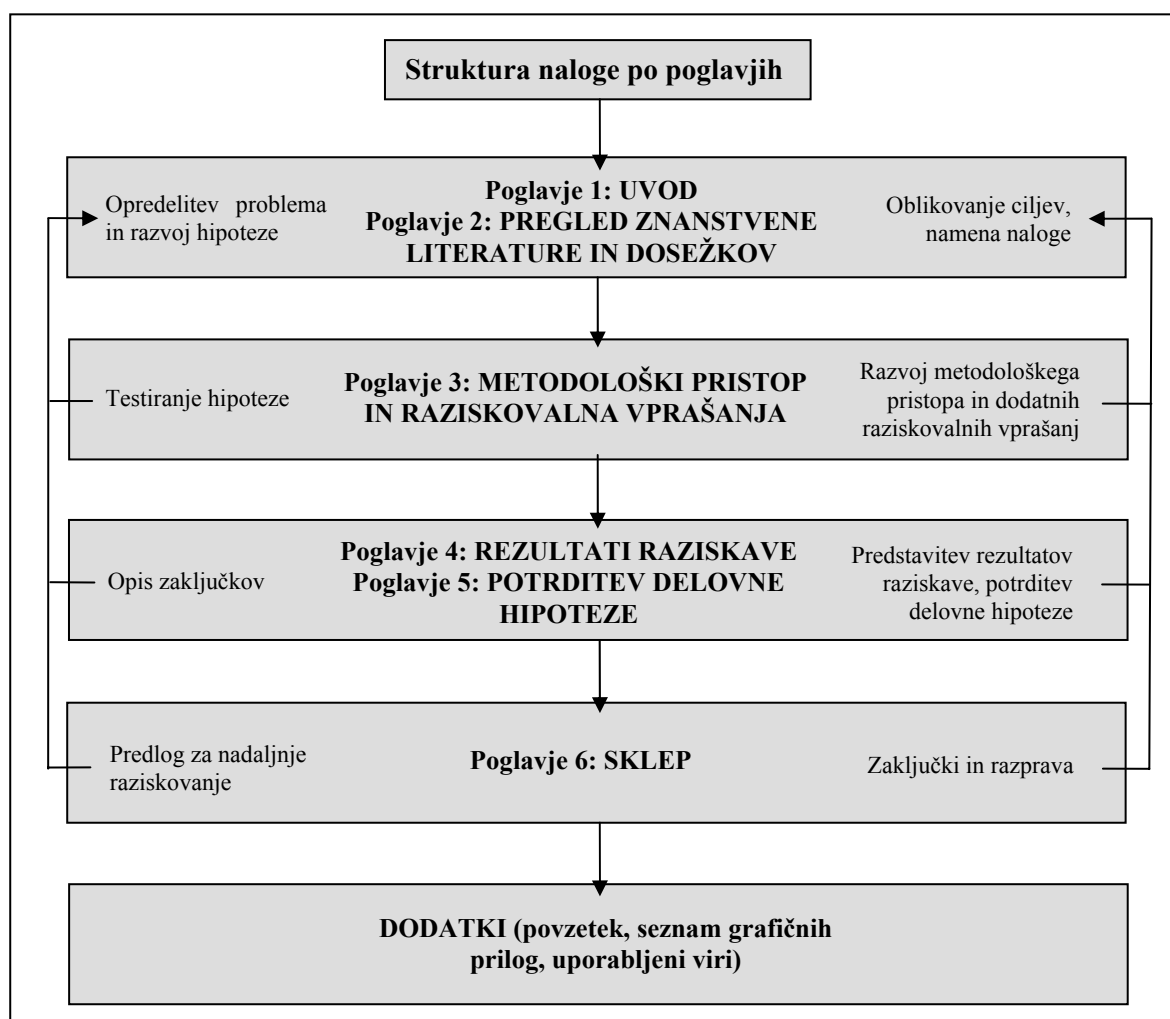 Struktura naloge po poglavjih
Opredelitev problema
in razvoj hipoteze
Poglavje 1: UVOD
Poglavje 2: PREGLED ZNANSTVENE
LITERATURE IN DOSEŽKOV
Oblikovanje ciljev,
namena naloge
Testiranje hipoteze
Poglavje 3: METODOLOŠKI PRISTOP
IN RAZISKOVALNA VPRAŠANJA
Razvoj metodološkega
pristopa in dodatnih
raziskovalnih vprašanj
Opis zaključkov
Poglavje 4: REZULTATI RAZISKAVE
Poglavje 5: POTRDITEV DELOVNE
HIPOTEZE
Predstavitev rezultatov
raziskave, potrditev
delovne hipoteze
Predlog za nadaljnje
raziskovanje
Poglavje 6: SKLEP
Zaključki in razprava
DODATKI (povzetek, seznam grafičnih
prilog, uporabljeni viri)